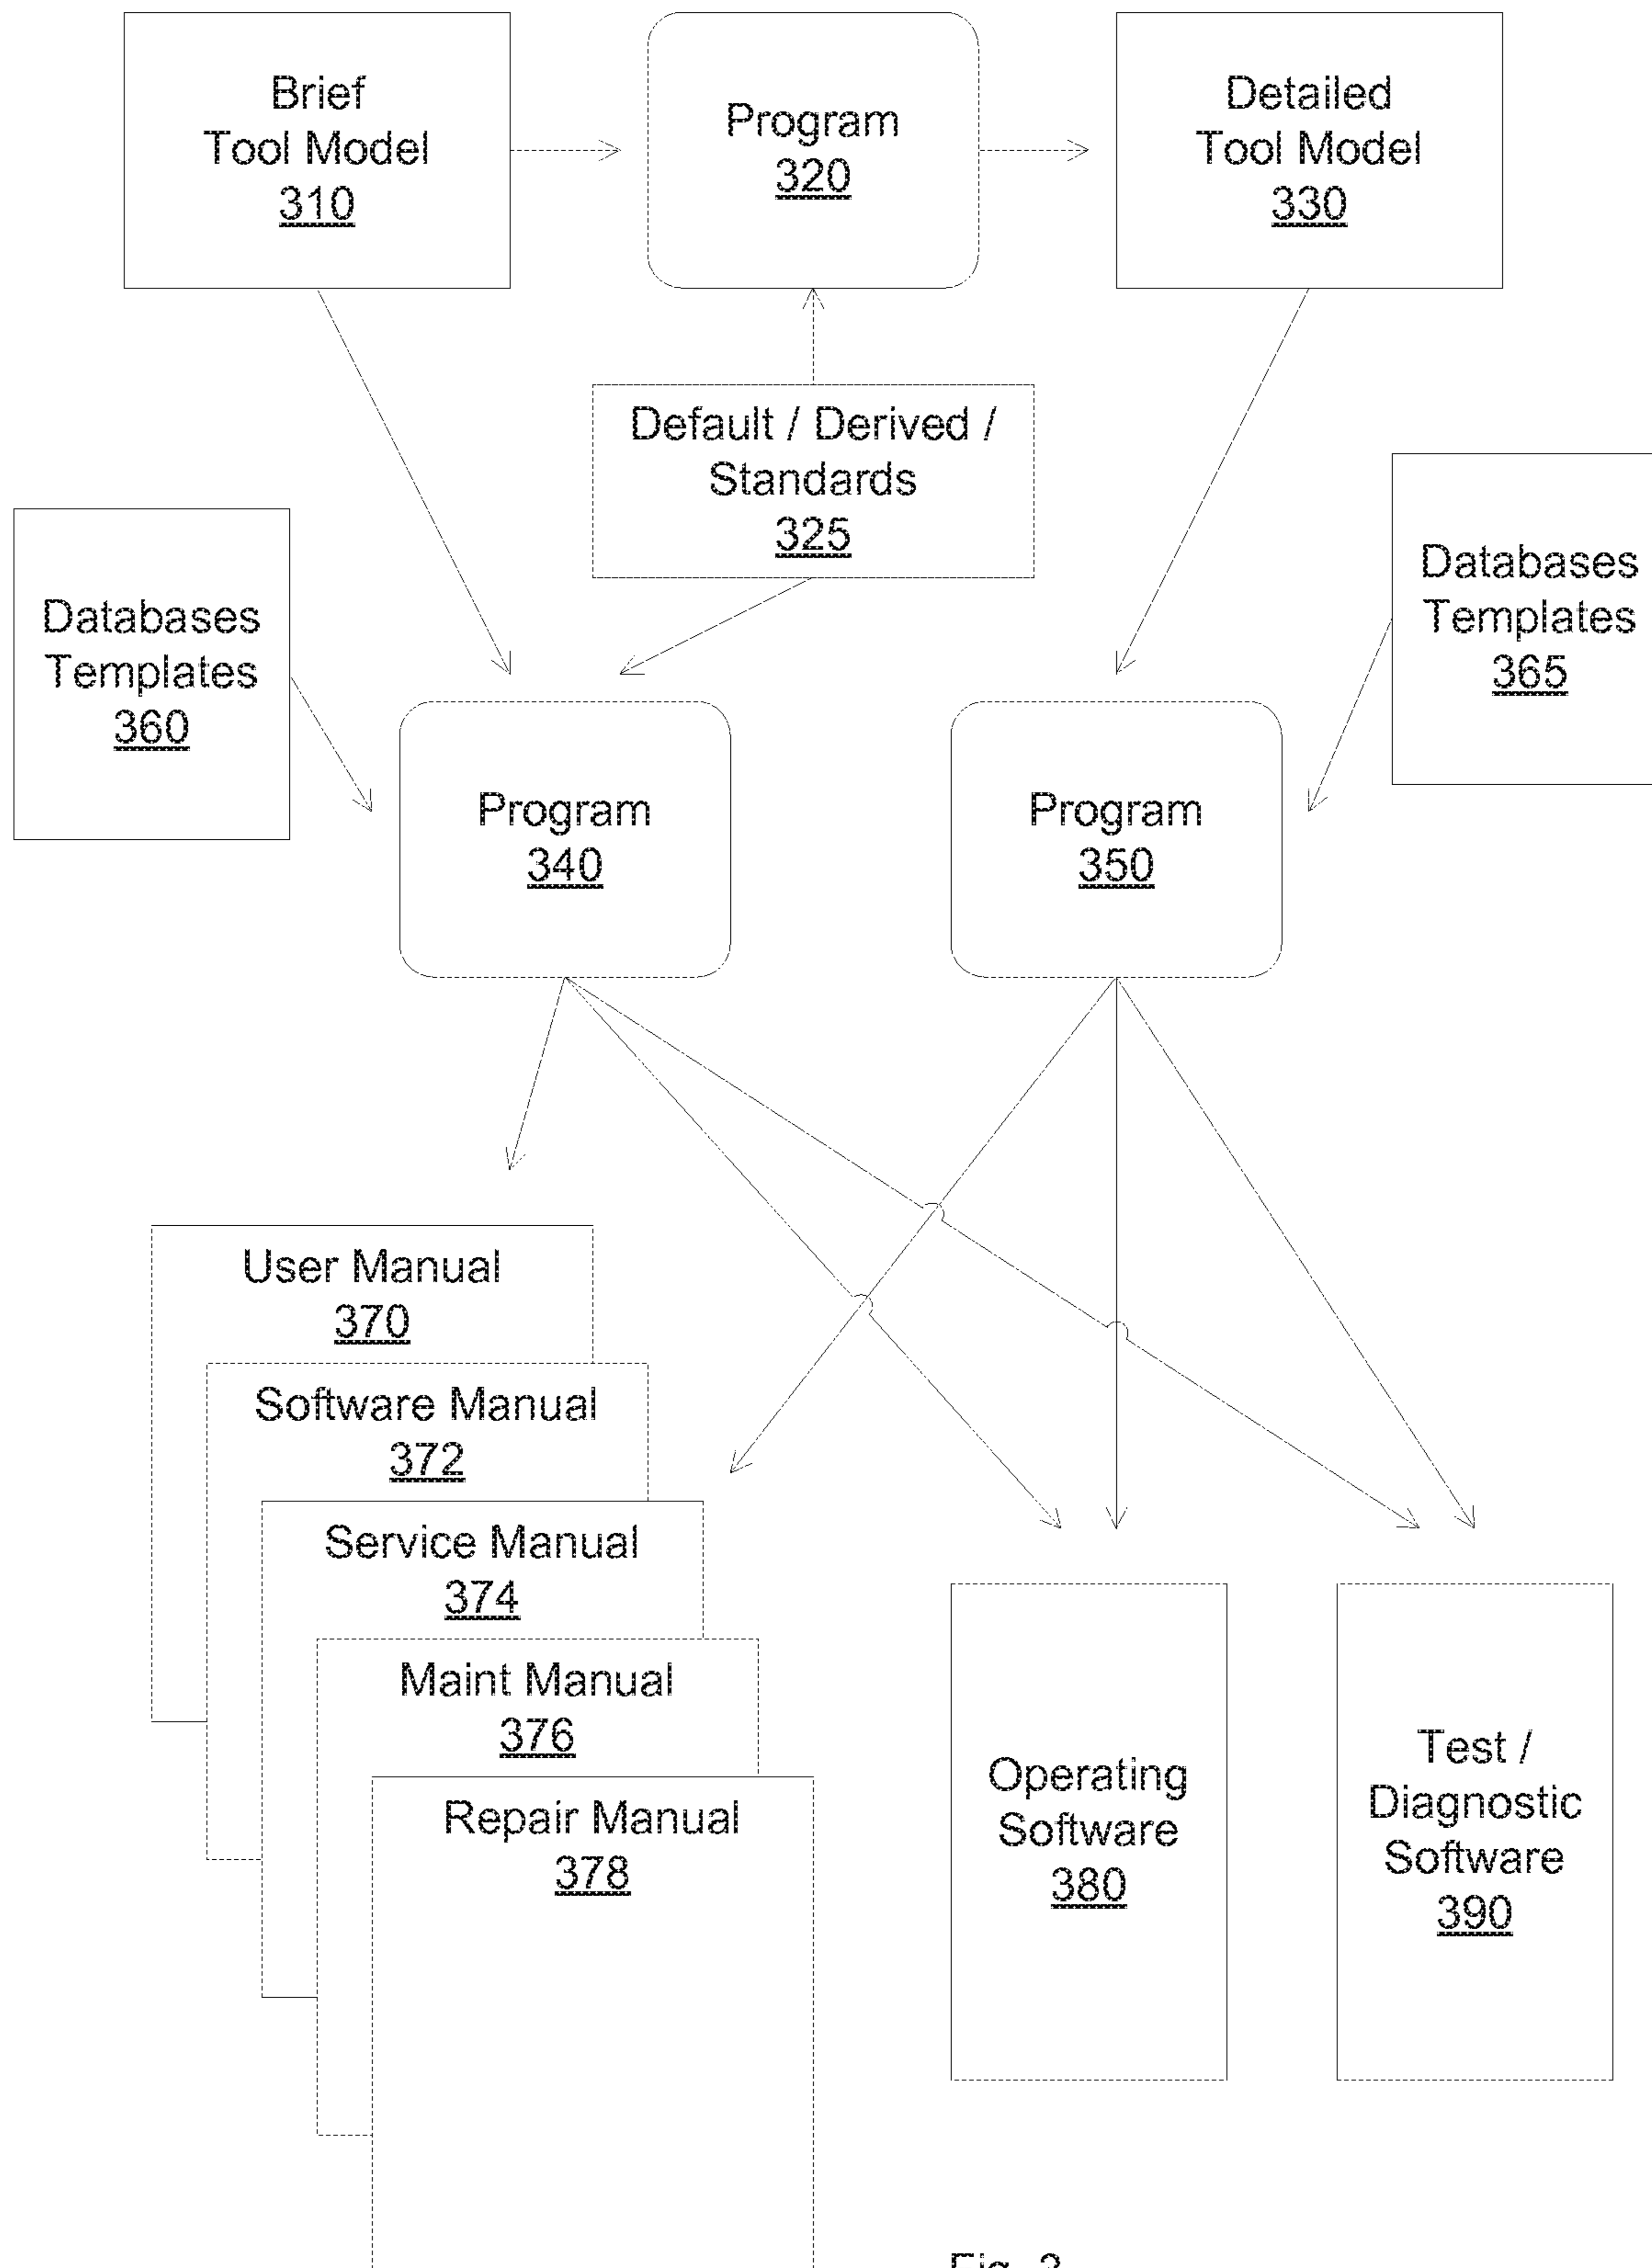 Brief
Tool Model
310
Program
320
Detailed
Tool Model
330
Default / Derived /
Standards
325
Databases
Templates
360
Databases
Templates
365
Program
340
Program
350
User Manual
370
Software Manual
372
Service Manual
374
Maint Manual
376
Repair Manual
378
Operating
Software
380
Test /
Diagnostic
Software
390
Fig. 3